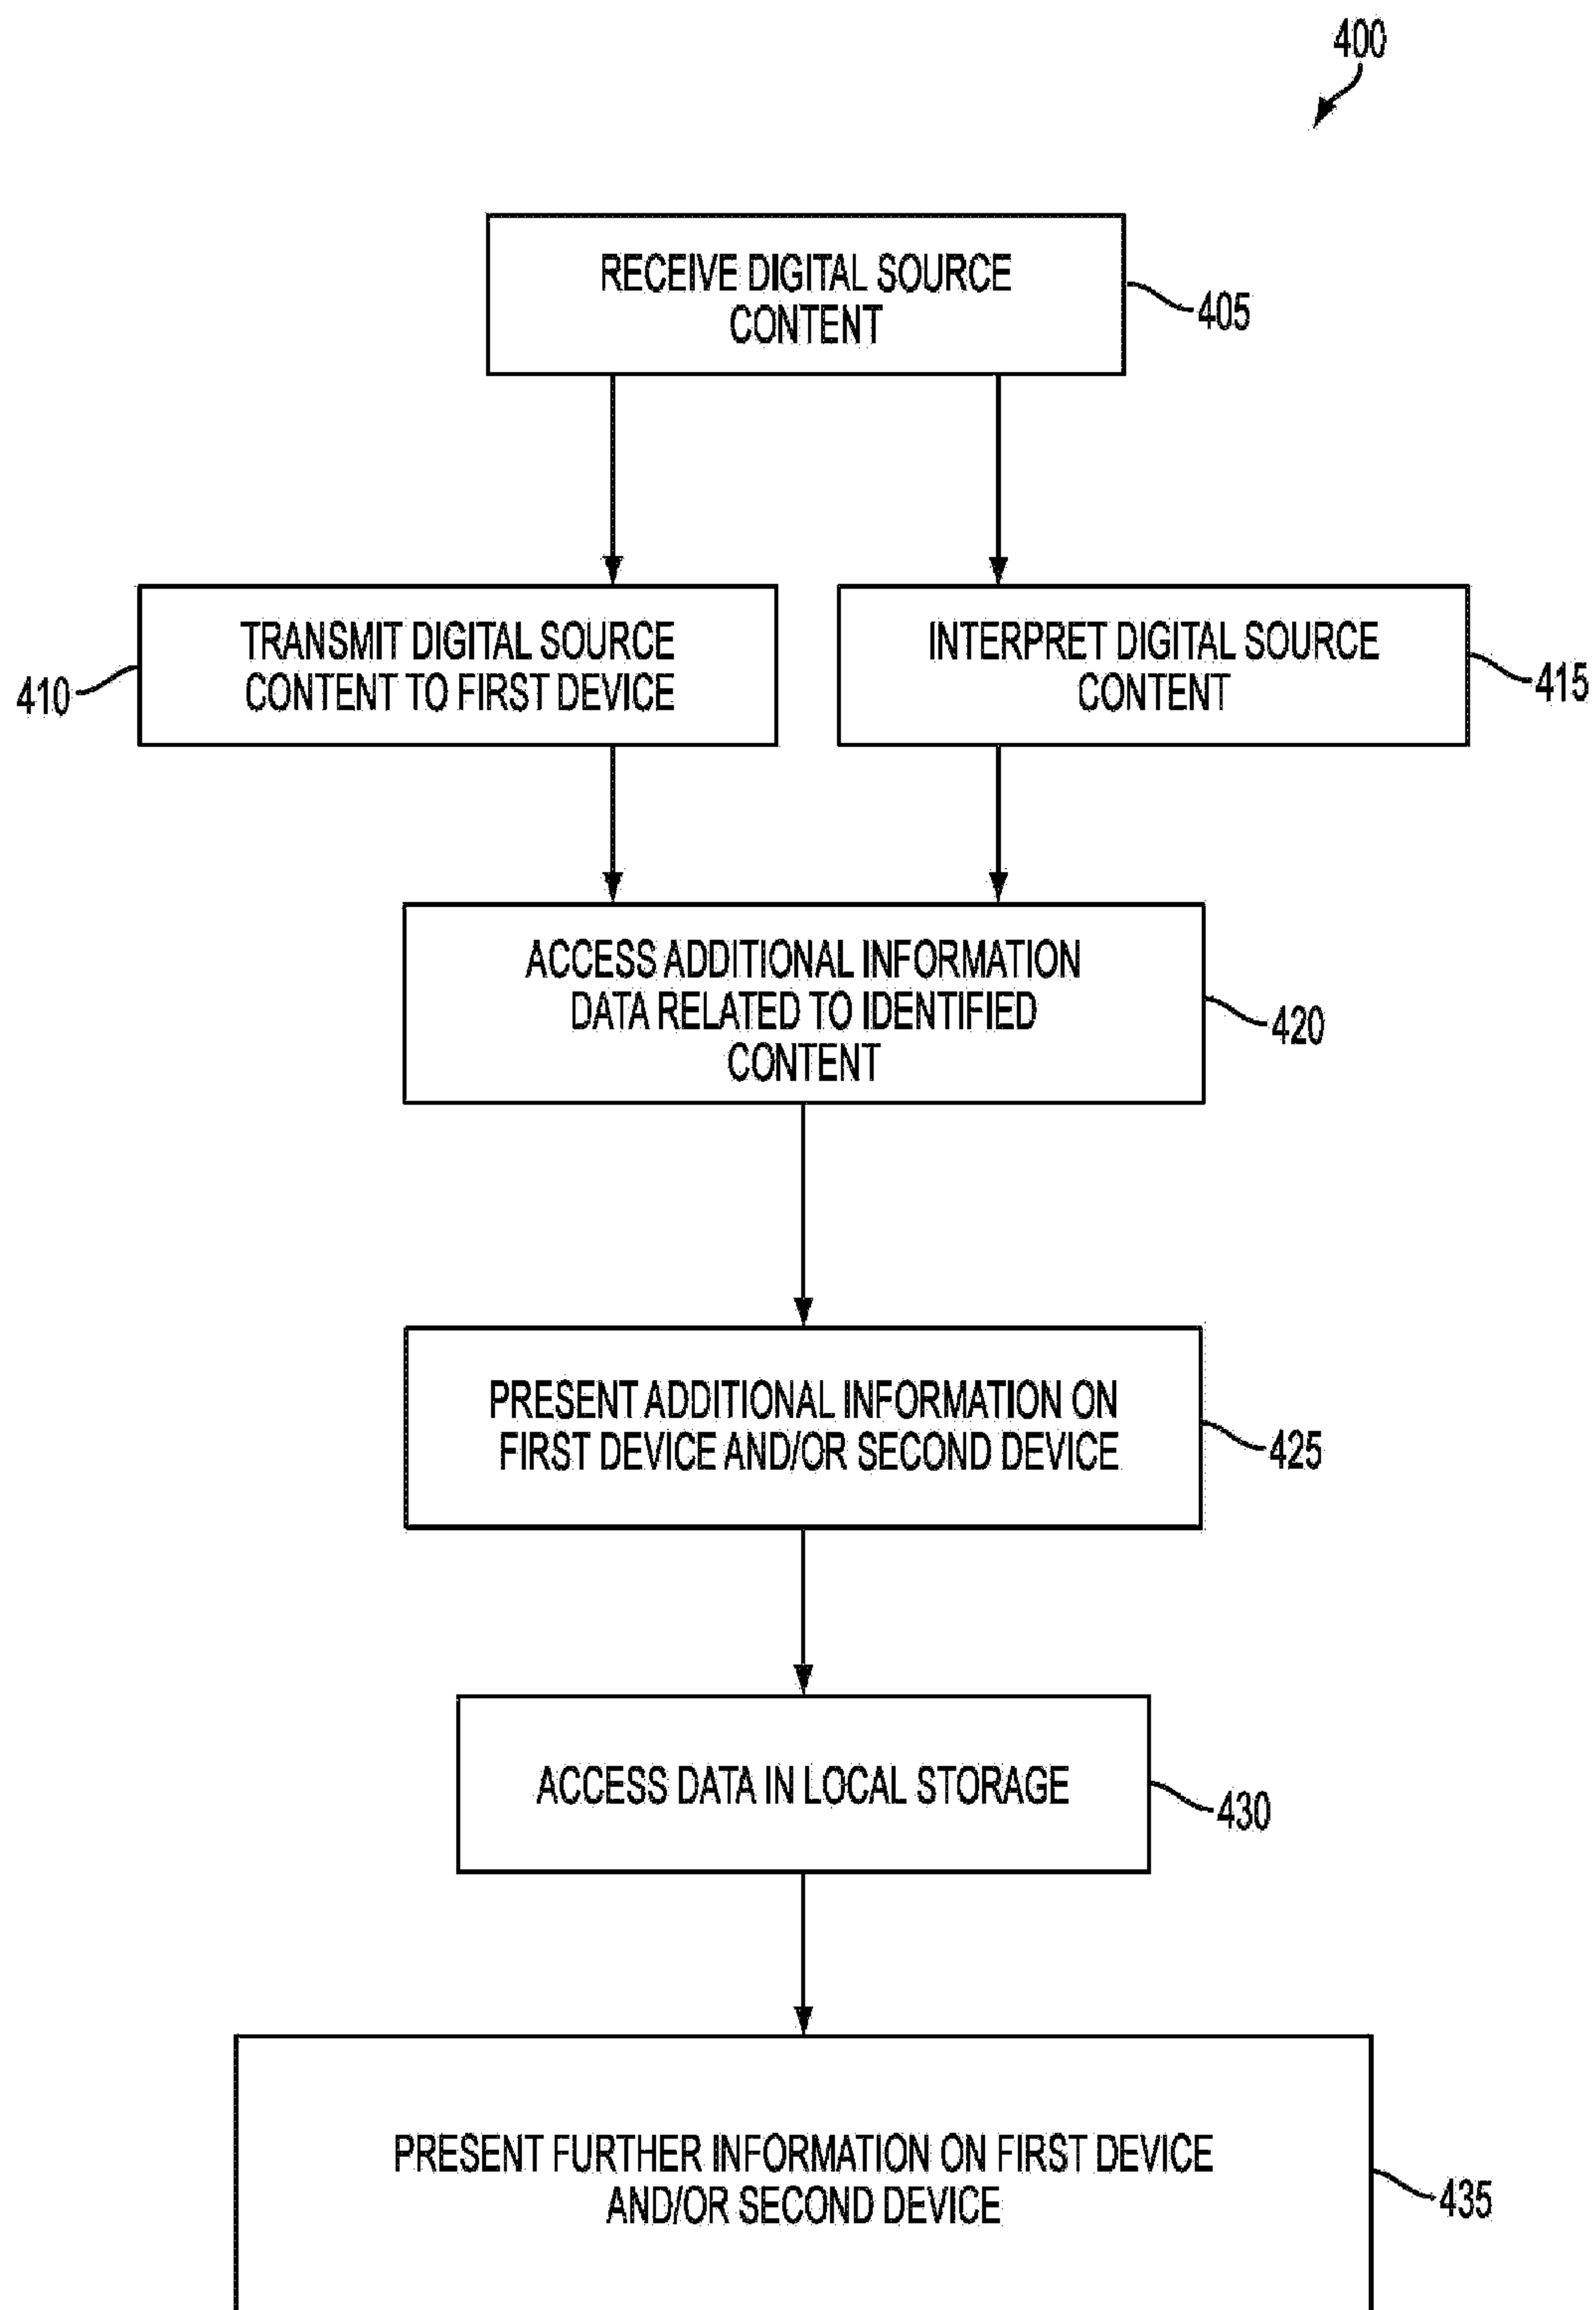 400
RECEIVE DIGITAL SOURCE
CONTENT
405
TRANSMIT DIGITAL SOURCE
CONTENT TO FIRST DEVICE
410
INTERPRET DIGITAL SOURCE
CONTENT
415
ACCESS ADDITIONAL INFORMATION
DATA RELATED TO IDENTIFIED
CONTENT
420
PRESENT ADDITIONAL INFORMATION ON
FIRST DEVICE AND/OR SECOND DEVICE
425
ACCESS DATA IN LOCAL STORAGE
430
PRESENT FURTHER INFORMATION ON FIRST DEVICE
AND/OR SECOND DEVICE
435